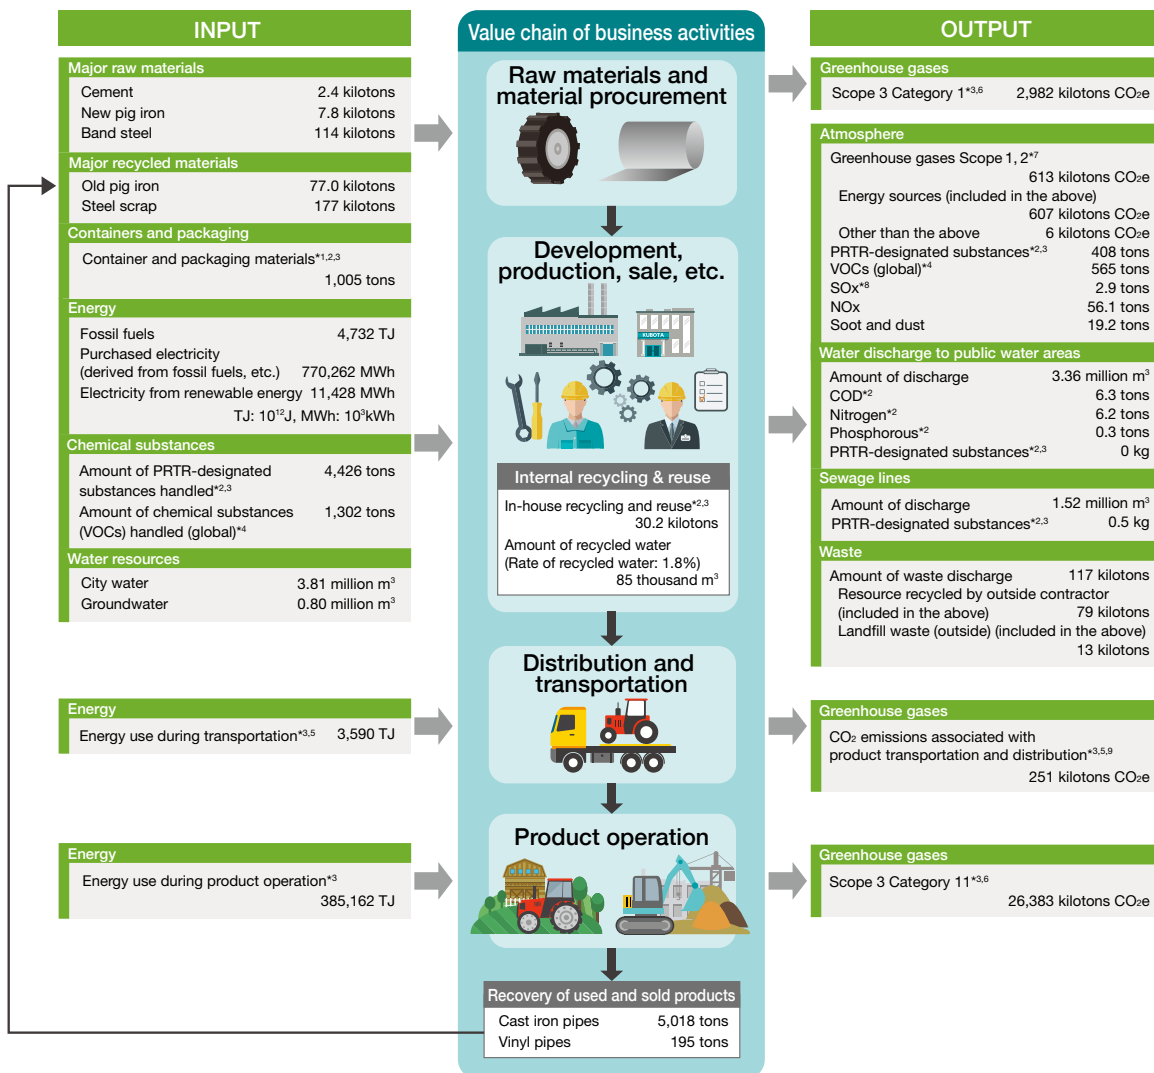 INPUT
Major raw materials
Cement 2.4 kilotons
New pig iron 7.8 kilotons
Band steel 114 kilotons
Major recycled materials
Old pig iron 77.0 kilotons
Steel scrap 177 kilotons
Containers and packaging
Container and packaging materials*1,2,3
1,005 tons
Energy
Fossil fuels 4,732 TJ
Purchased electricity
(derived from fossil fuels, etc.) 770,262 MWh
Electricity from renewable energy 11,428 MWh
TJ: 10¹²J, MWh: 10³kWh
Chemical substances
Amount of PRTR-designated 4,426 tons
substances handled*2,3
Amount of chemical substances 1,302 tons
(VOCs) handled (global)*4
Water resources
City water 3.81 million m³
Groundwater 0.80 million m³
Energy
Energy use during transportation*3,5 3,590 TJ
Energy
Energy use during product operation*3
385,162 TJ
Value chain of business activities
Raw materials and
material procurement
Development,
production, sale, etc.
KUBOTA
Internal recycling & reuse
In-house recycling and reuse*2,3
30.2 kilotons
Amount of recycled water
(Rate of recycled water: 1.8%)
85 thousand m³
Distribution and
transportation
Product operation
Recovery of used and sold products
Cast iron pipes 5,018 tons
Vinyl pipes 195 tons
OUTPUT
Greenhouse gases
Scope 3 Category 1*3,6 2,982 kilotons CO₂e
Atmosphere
Greenhouse gases Scope 1, 2*7
613 kilotons CO₂e
Energy sources (included in the above)
607 kilotons CO₂e
Other than the above 6 kilotons CO₂e
PRTR-designated substances*2,3 408 tons
VOCs (global)*4 565 tons
SOx*8 2.9 tons
NOx 56.1 tons
Soot and dust 19.2 tons
Water discharge to public water areas
Amount of discharge 3.36 million m³
COD*2 6.3 tons
Nitrogen*2 6.2 tons
Phosphorous*2 0.3 tons
PRTR-designated substances*2,3 0 kg
Sewage lines
Amount of discharge 1.52 million m³
PRTR-designated substances*2,3 0.5 kg
Waste
Amount of waste discharge 117 kilotons
Resource recycled by outside contractor
(included in the above) 79 kilotons
Landfill waste (outside) (included in the above)
13 kilotons
Greenhouse gases
CO₂ emissions associated with
product transportation and distribution*3,5,9
251 kilotons CO₂e
Greenhouse gases
Scope 3 Category 11*3,6
26,383 kilotons CO₂e